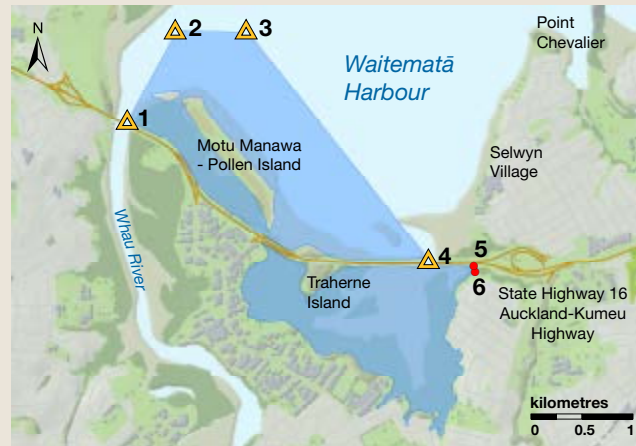 N
2
3
Point
Chevalier
Waitematā
Harbour
1
Motu Manawa
- Pollen Island
Selwyn
Village
Whau River
4
5
6
Traherne
Island
State Highway 16
Auckland-Kumeu
Highway
kilometres
0 0.5 1